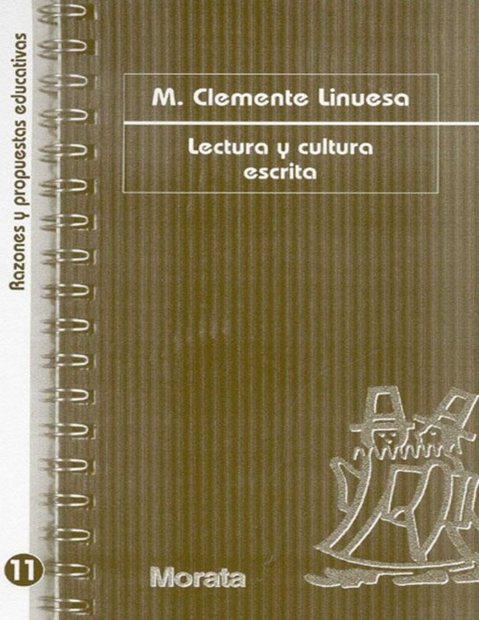 M. Clemente Linuesa
Lectura y cultura
escrita
Razones y propuestas educativas
11
Morata